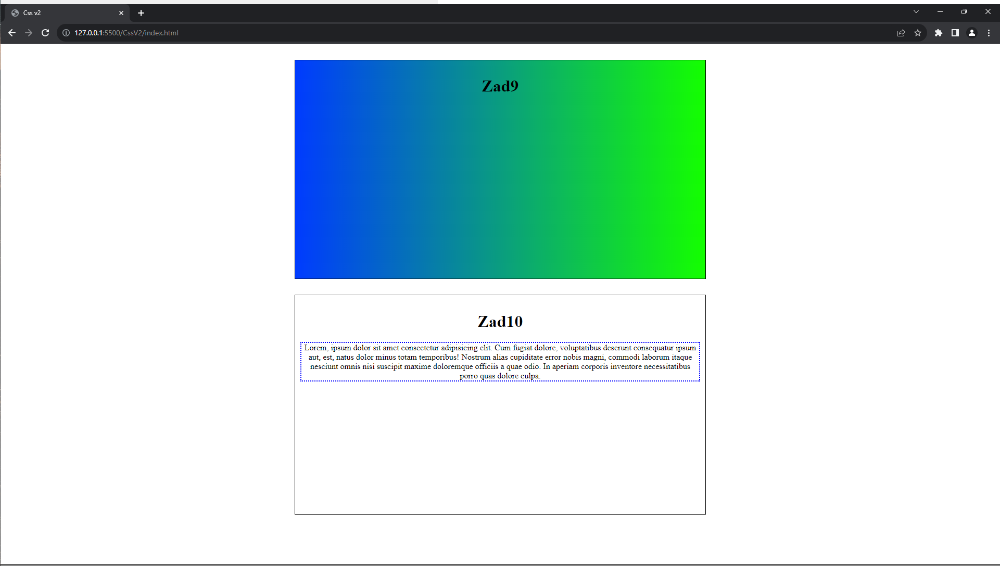 Css v2
127.0.0.1:5500/CssV2/index.html
Zad9
Zad10
Lorem, ipsum dolor sit amet consectetur adipisicing elit. Cum fugiat dolore, voluptatibus deserunt consequatur ipsum
aut, est, natus dolor minus totam temporibus! Nostrum alias cupiditate error nobis magni, commodi laborum itaque
nesciunt omnis nisi suscipit maxime doloremque officiis a quae odio. In aperiam corporis inventore necessitatibus
porro quas dolore culpa.